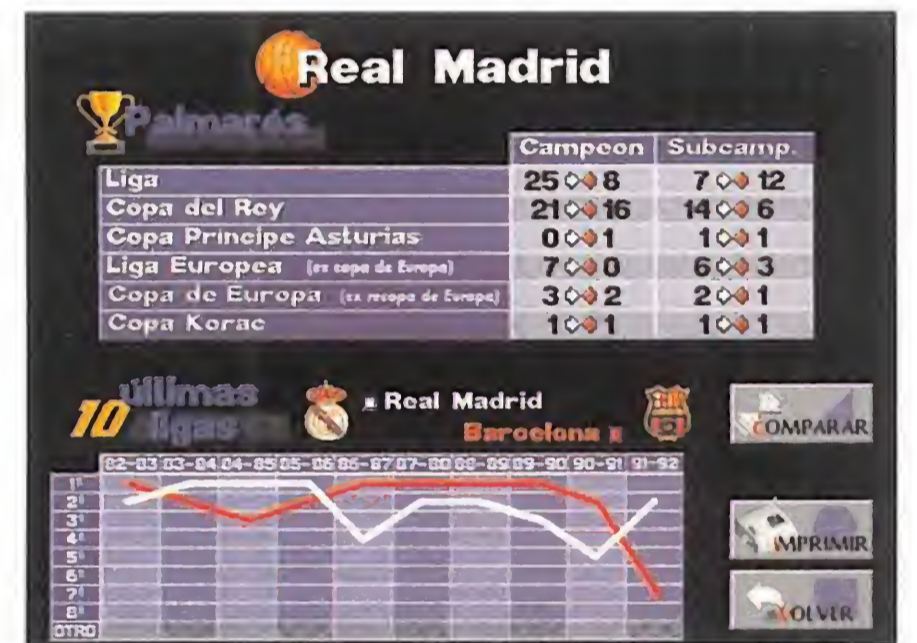 Real Madrid
Palmarés
Campeon Subcamp.
Liga 25 8 7 12
Copa del Rey 21 16 14 6
Copa Principe Asturias 0 1 1 1
Liga Europea (ex copa de Europa) 7 0 6 3
Copa de Europa (ex recopa de Europa) 3 2 2 1
Copa Korac 1 1 1 1
10 últimas
ligas
Real Madrid
Barcelona
COMPARAR
82-83 83-84 84-85 85-86 86-87 87-88 88-89 89-90 90-91 91-92
1º
2º
3º
4º
5º
6º
7º
8º
OTRO
IMPRIMIR
VOLVER